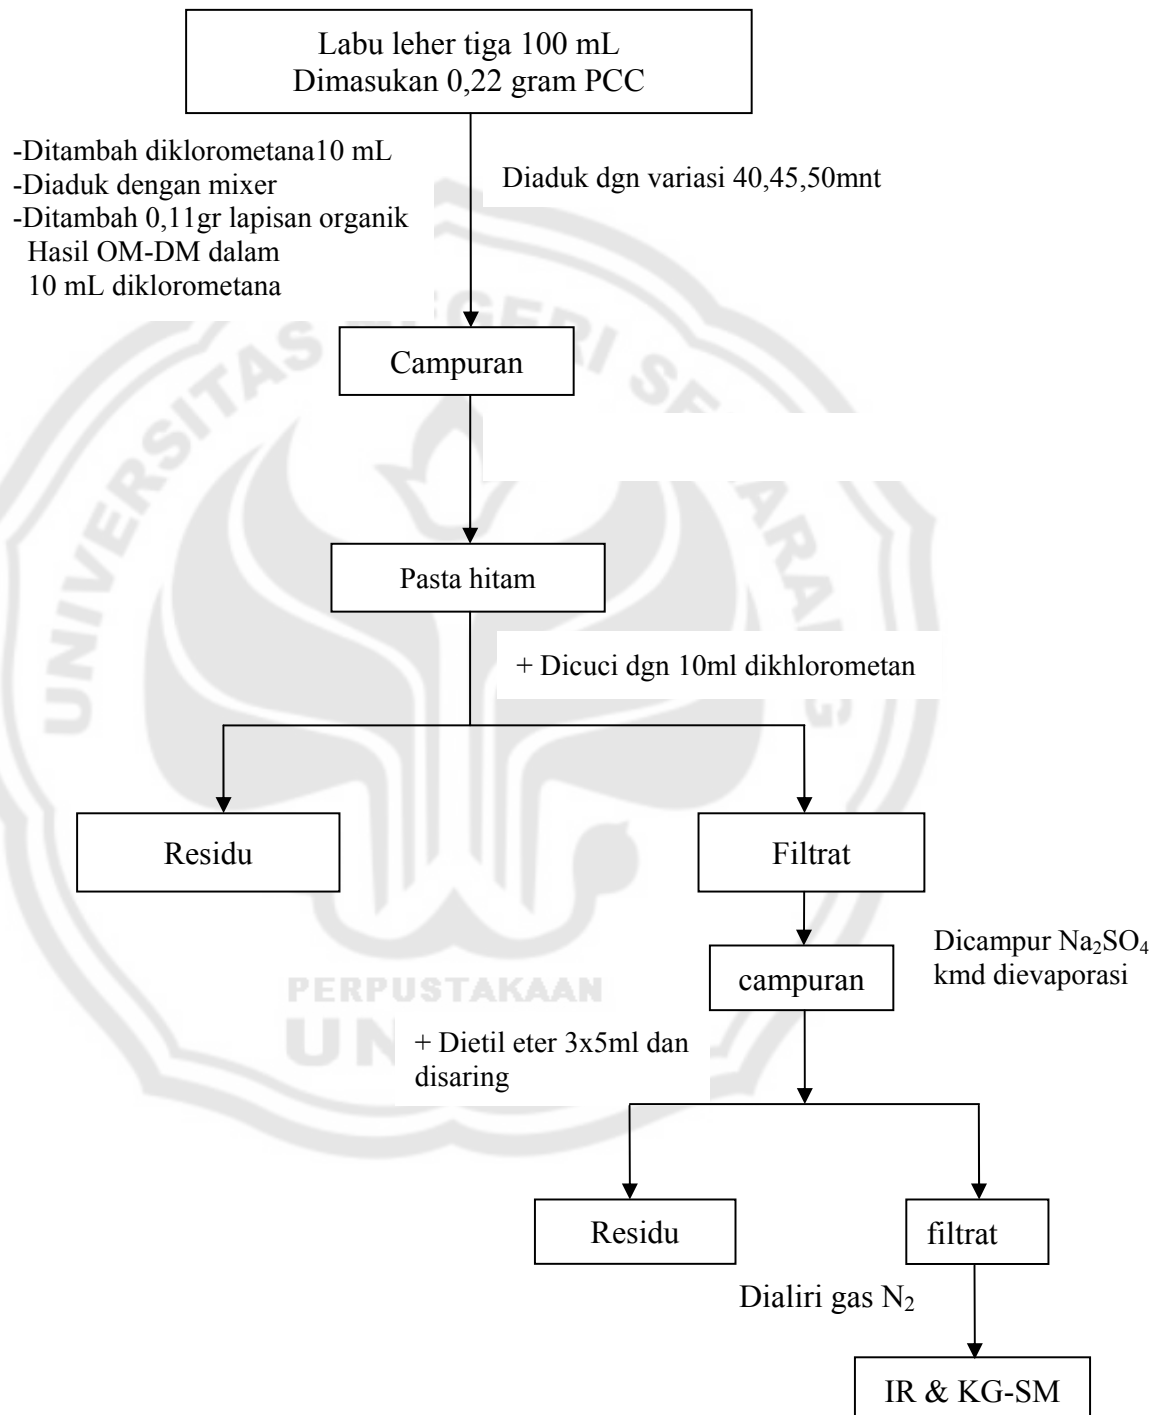 Labu leher tiga 100 mL
Dimasukan 0,22 gram PCC
-Ditambah diklorometana10 mL
-Diaduk dengan mixer
-Ditambah 0,11gr lapisan organik
Hasil OM-DM dalam
10 mL diklorometana
Diaduk dgn variasi 40,45,50mnt
Campuran
Pasta hitam
+ Dicuci dgn 10ml dikhlorometan
Residu
Filtrat
Dicampur Na₂SO₄
kmd dievaporasi
campuran
+ Dietil eter 3x5ml dan
disaring
Residu
filtrat
Dialiri gas N₂
IR & KG-SM
PERPUSTAKAAN